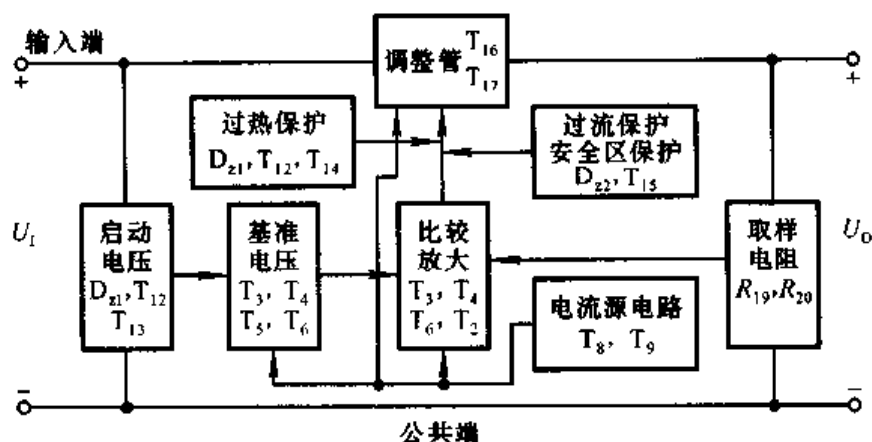 输入端
+
调整管
T16
T17
+
过热保护
Dz1, T12, T14
过流保护
安全区保护
Dz2, T15
UI
启动
电压
Dz1, T12
T13
基准
电压
T3, T4
T5, T6
比较
放大
T3, T4
T6, T2
电流源电路
T8, T9
取样
电阻
R19, R20
UO
−
−
公共端